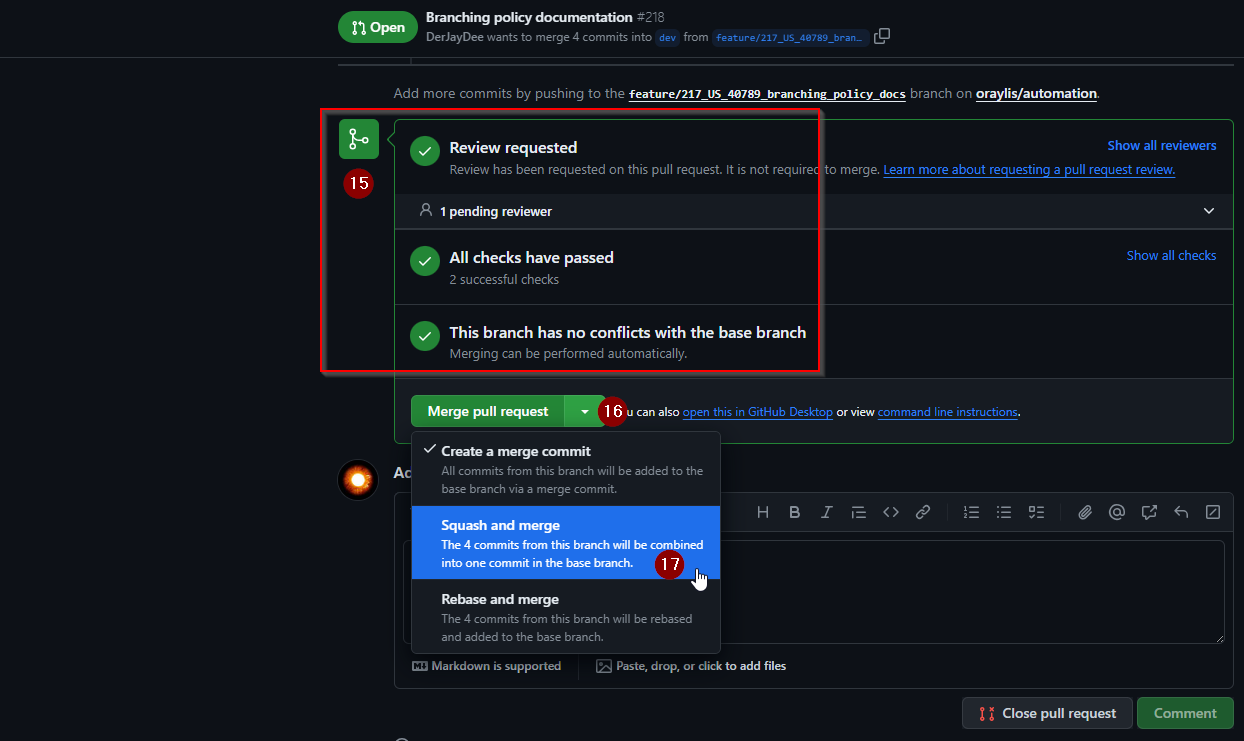 Open
Branching policy documentation #218
DerJayDee wants to merge 4 commits into dev from feature/217_US_40789_bran…
Add more commits by pushing to the feature/217_US_40789_branching_policy_docs branch on oraylis/automation.
15
Review requested
Show all reviewers
Review has been requested on this pull request. It is not required to merge. Learn more about requesting a pull request review.
1 pending reviewer
All checks have passed
Show all checks
2 successful checks
This branch has no conflicts with the base branch
Merging can be performed automatically.
Merge pull request
16
u can also open this in GitHub Desktop or view command line instructions.
Create a merge commit
All commits from this branch will be added to the
base branch via a merge commit.
Ad
Squash and merge
The 4 commits from this branch will be combined
into one commit in the base branch.
17
Rebase and merge
The 4 commits from this branch will be rebased
and added to the base branch.
Markdown is supported
Paste, drop, or click to add files
Close pull request
Comment